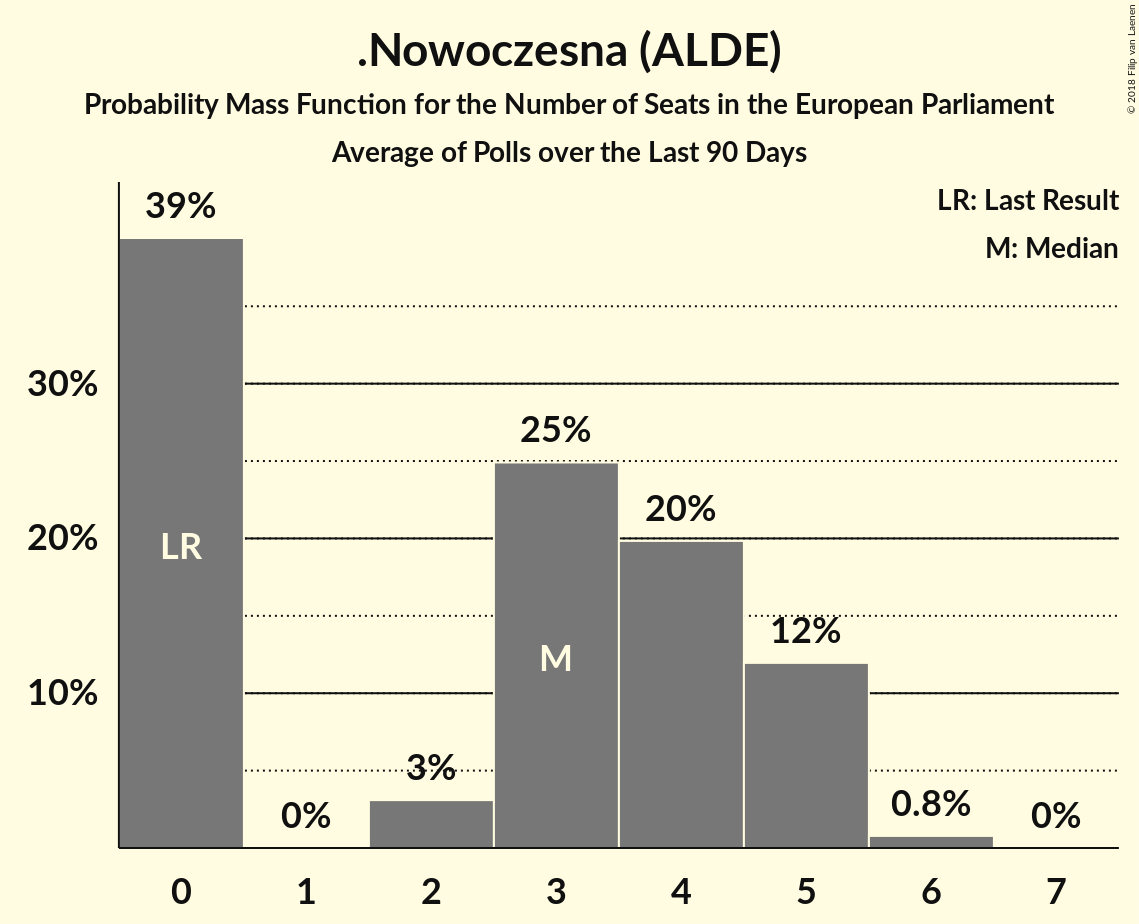 .Nowoczesna (ALDE)
Probability Mass Function for the Number of Seats in the European Parliament
Average of Polls over the Last 90 Days
© 2018 Filip van Laenen
LR: Last Result
M: Median
39%
30%
25%
20%
20%
LR
12%
M
10%
3%
0%
0.8%
0%
0 1 2 3 4 5 6 7